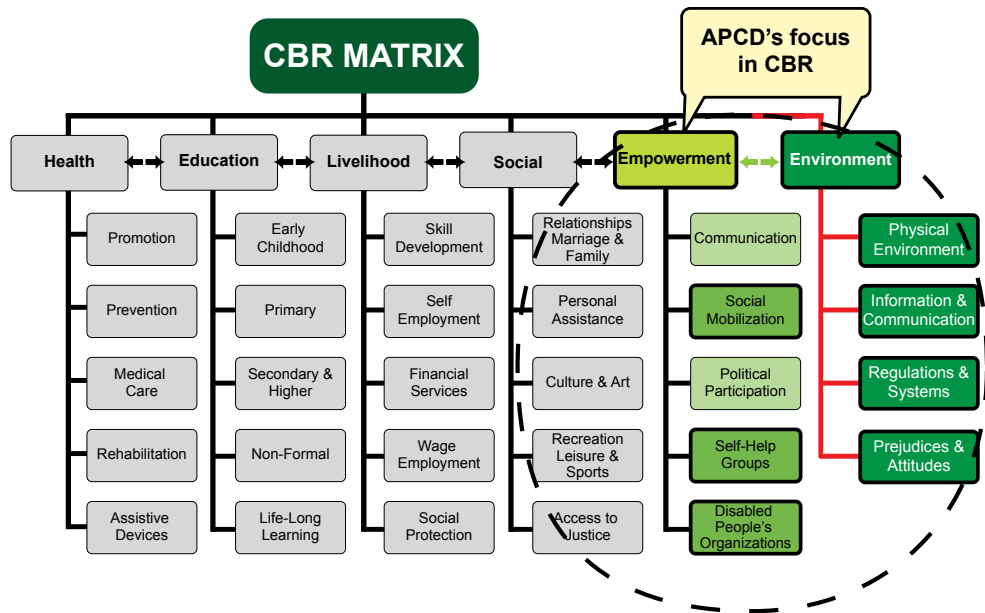 CBR MATRIX
APCD's focus
in CBR
Health
Education
Livelihood
Social
Empowerment
Environment
Promotion
Prevention
Medical
Care
Rehabilitation
Assistive
Devices
Early
Childhood
Primary
Secondary &
Higher
Non-Formal
Life-Long
Learning
Skill
Development
Self
Employment
Financial
Services
Wage
Employment
Social
Protection
Relationships
Marriage &
Family
Personal
Assistance
Culture & Art
Recreation
Leisure &
Sports
Access to
Justice
Communication
Social
Mobilization
Political
Participation
Self-Help
Groups
Disabled
People's
Organizations
Physical
Environment
Information &
Communication
Regulations &
Systems
Prejudices &
Attitudes